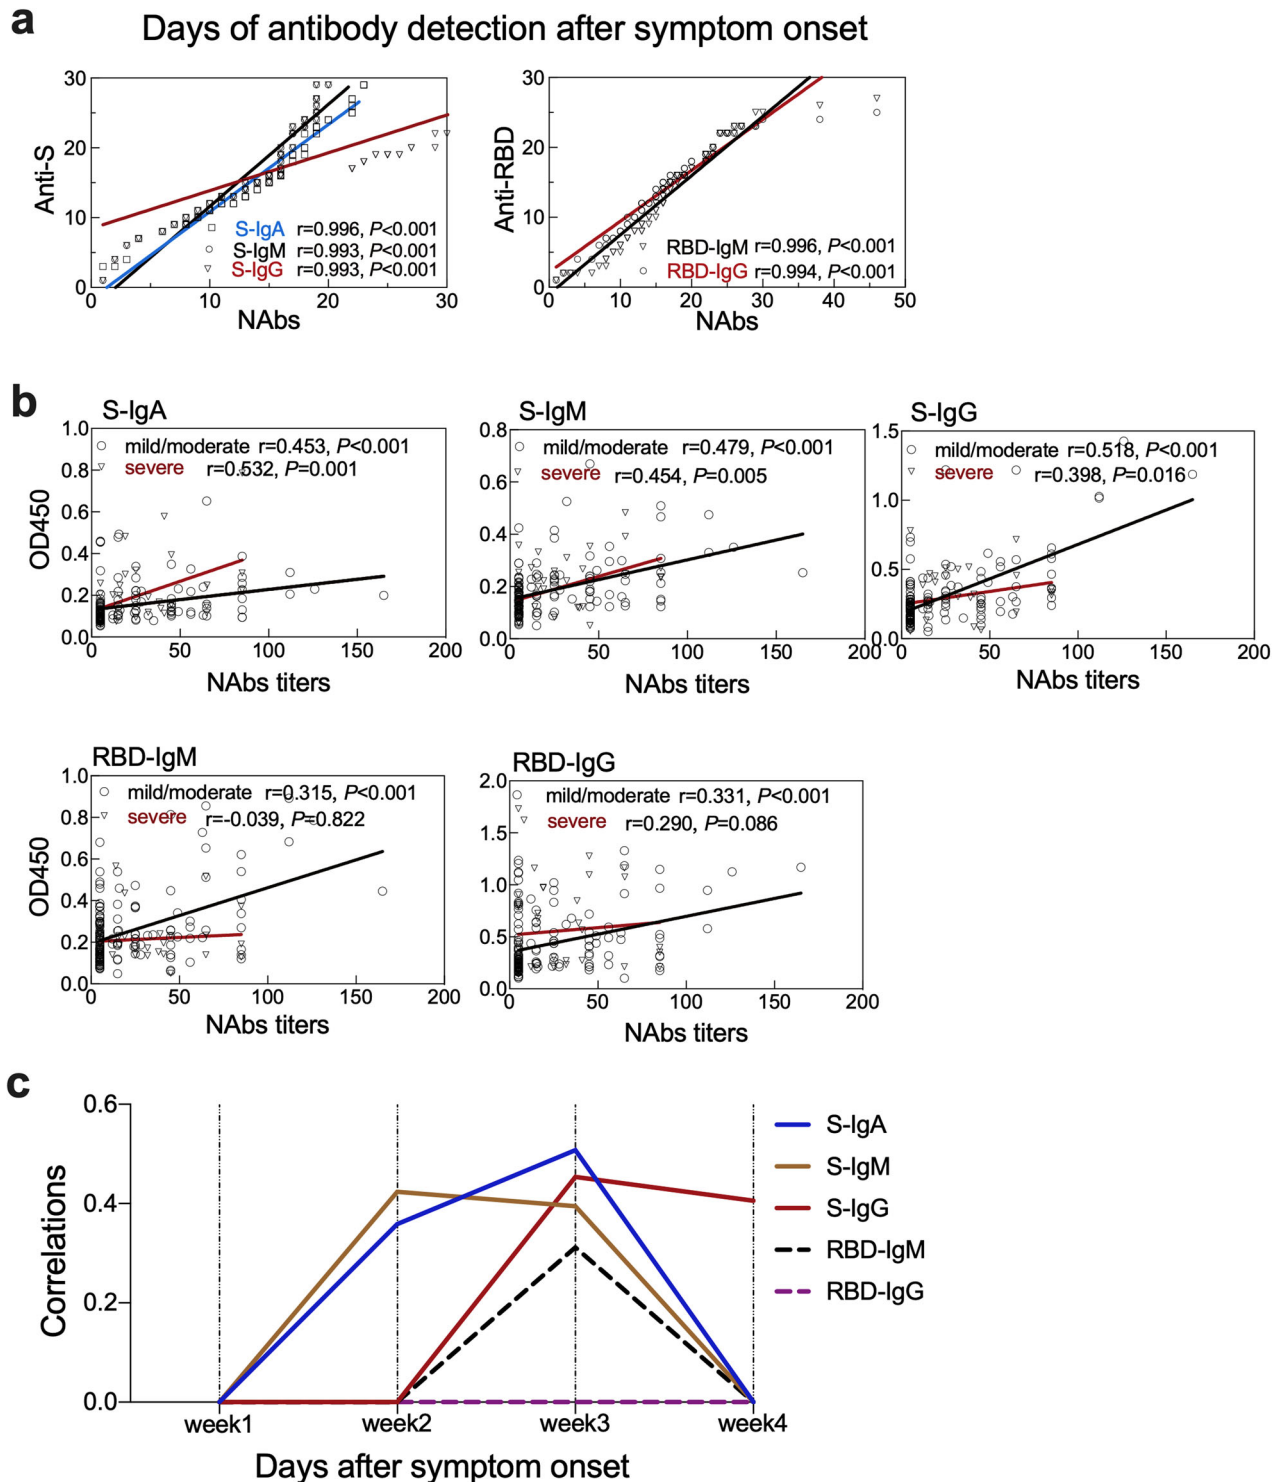 a
Days of antibody detection after symptom onset
30
20
10
0
Anti-S
S-IgA r=0.996, P<0.001
S-IgM r=0.993, P<0.001
S-IgG r=0.993, P<0.001
0 10 20 30
NAbs
30
20
10
0
Anti-RBD
RBD-IgM r=0.996, P<0.001
RBD-IgG r=0.994, P<0.001
0 10 20 30 40 50
NAbs
b
S-IgA
1.0
0.8
0.6
0.4
0.2
0.0
OD450
mild/moderate r=0.453, P<0.001
severe r=0.532, P=0.001
0 50 100 150 200
NAbs titers
S-IgM
0.8
0.6
0.4
0.2
0.0
mild/moderate r=0.479, P<0.001
severe r=0.454, P=0.005
0 50 100 150 200
NAbs titers
S-IgG
1.5
1.0
0.5
0.0
mild/moderate r=0.518, P<0.001
severe r=0.398, P=0.016
0 50 100 150 200
NAbs titers
RBD-IgM
1.0
0.8
0.6
0.4
0.2
0.0
OD450
mild/moderate r=0.315, P<0.001
severe r=-0.039, P=0.822
0 50 100 150 200
NAbs titers
RBD-IgG
2.0
1.5
1.0
0.5
0.0
mild/moderate r=0.331, P<0.001
severe r=0.290, P=0.086
0 50 100 150 200
NAbs titers
c
0.6
0.4
0.2
0.0
Correlations
S-IgA
S-IgM
S-IgG
RBD-IgM
RBD-IgG
week1 week2 week3 week4
Days after symptom onset